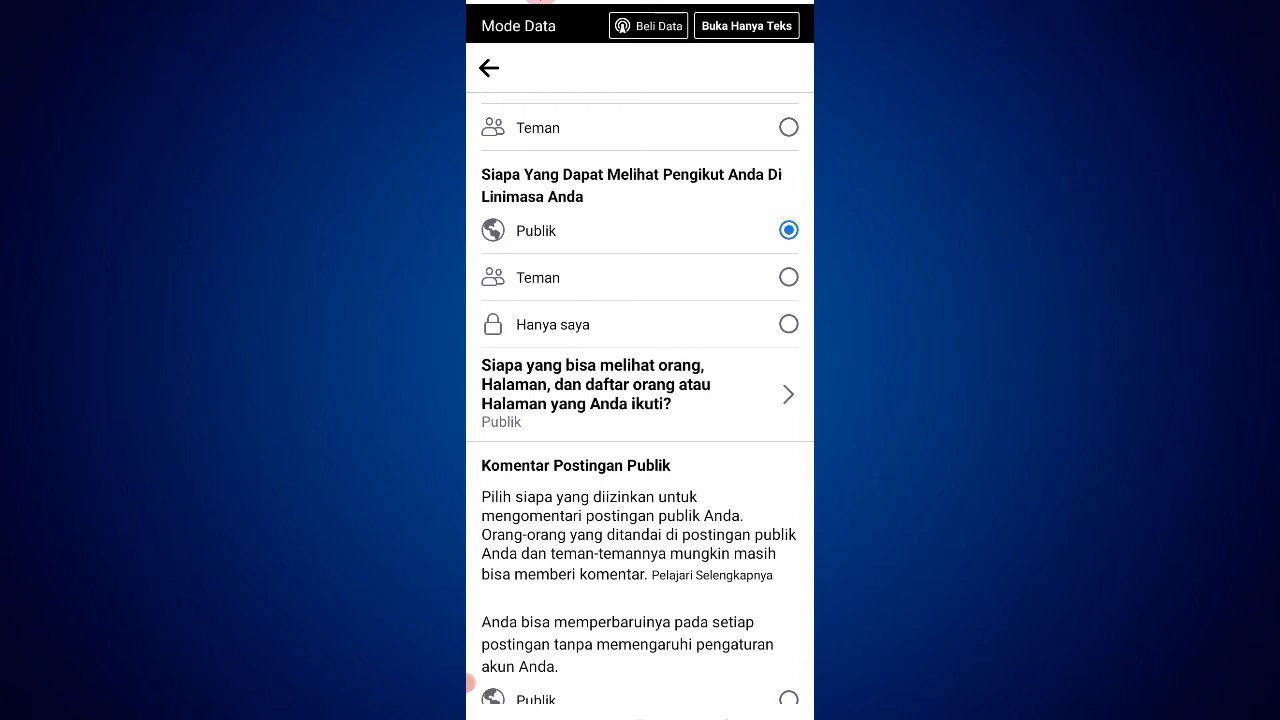 Mode Data
Beli Data
Buka Hanya Teks
Teman
Siapa Yang Dapat Melihat Pengikut Anda Di
Linimasa Anda
Publik
Teman
Hanya saya
Siapa yang bisa melihat orang,
Halaman, dan daftar orang atau
Halaman yang Anda ikuti?
Publik
Komentar Postingan Publik
Pilih siapa yang diizinkan untuk
mengomentari postingan publik Anda.
Orang-orang yang ditandai di postingan publik
Anda dan teman-temannya mungkin masih
bisa memberi komentar. Pelajari Selengkapnya
Anda bisa memperbaruinya pada setiap
postingan tanpa memengaruhi pengaturan
akun Anda.
Publik